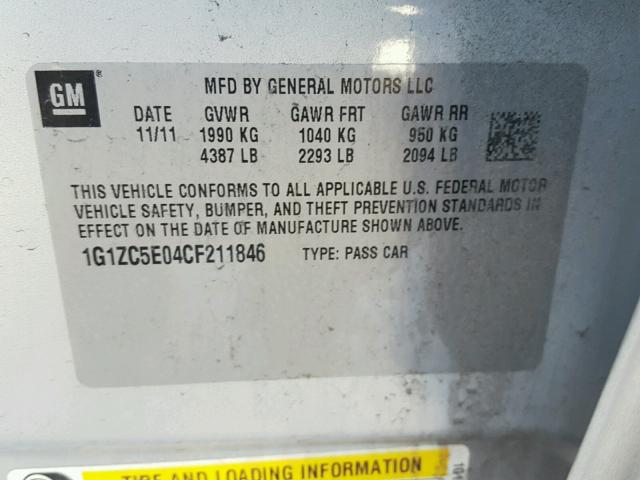 GM
MFD BY GENERAL MOTORS LLC
DATE GVWR GAWR FRT GAWR RR
11/11 1990 KG 1040 KG 950 KG
4387 LB 2293 LB 2094 LB
THIS VEHICLE CONFORMS TO ALL APPLICABLE U.S. FEDERAL MOTOR
VEHICLE SAFETY, BUMPER, AND THEFT PREVENTION STANDARDS IN
EFFECT ON THE DATE OF MANUFACTURE SHOWN ABOVE.
1G1ZC5E04CF211846 TYPE: PASS CAR
TIRE AND LOADING INFORMATION